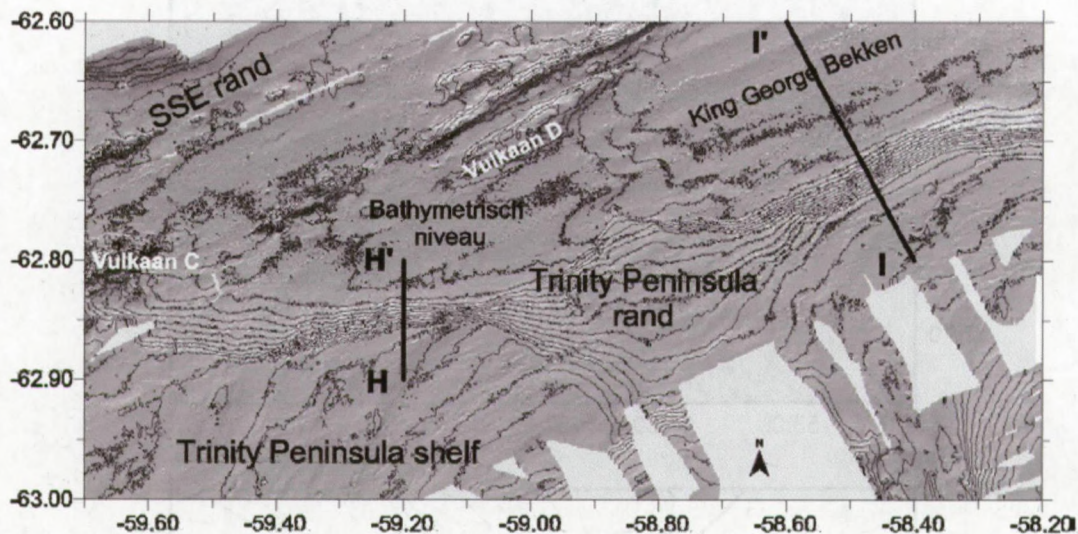 -62.60
-62.70
-62.80
-62.90
-63.00
SSE rand
I'
King George Bekken
Vulkaan D
Bathymetrisch
niveau
Vulkaan C
H'
I
Trinity Peninsula
rand
H
Trinity Peninsula shelf
N
-59.60
-59.40
-59.20
-59.00
-58.80
-58.60
-58.40
-58.20